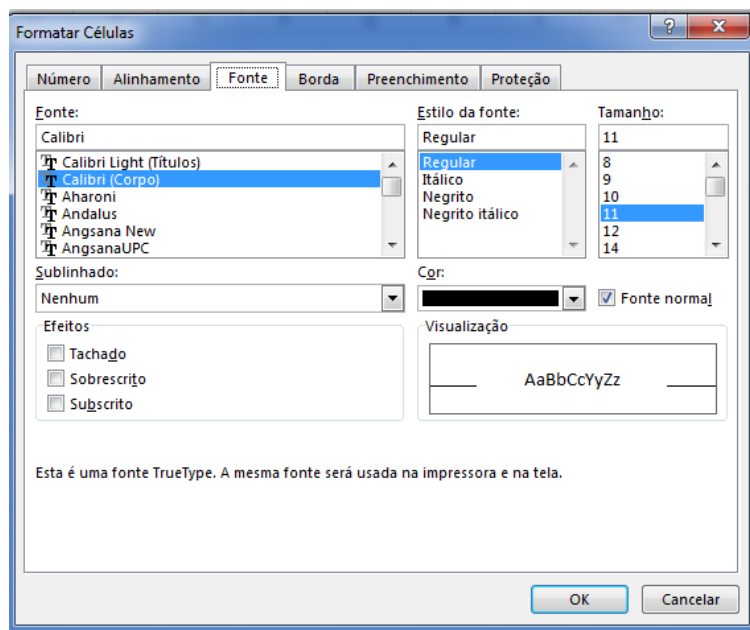 Formatar Células
Número Alinhamento Fonte Borda Preenchimento Proteção
Fonte: Estilo da fonte: Tamanho:
Calibri Regular 11
Calibri Light (Títulos) Regular 8
Calibri (Corpo) Itálico 9
Aharoni Negrito 10
Andalus Negrito itálico 11
Angsana New 12
AngsanaUPC 14
Sublinhado: Cor:
Nenhum Fonte normal
Efeitos Visualização
Tachado
Sobrescrito AaBbCcYyZz
Subscrito
Esta é uma fonte TrueType. A mesma fonte será usada na impressora e na tela.
OK Cancelar